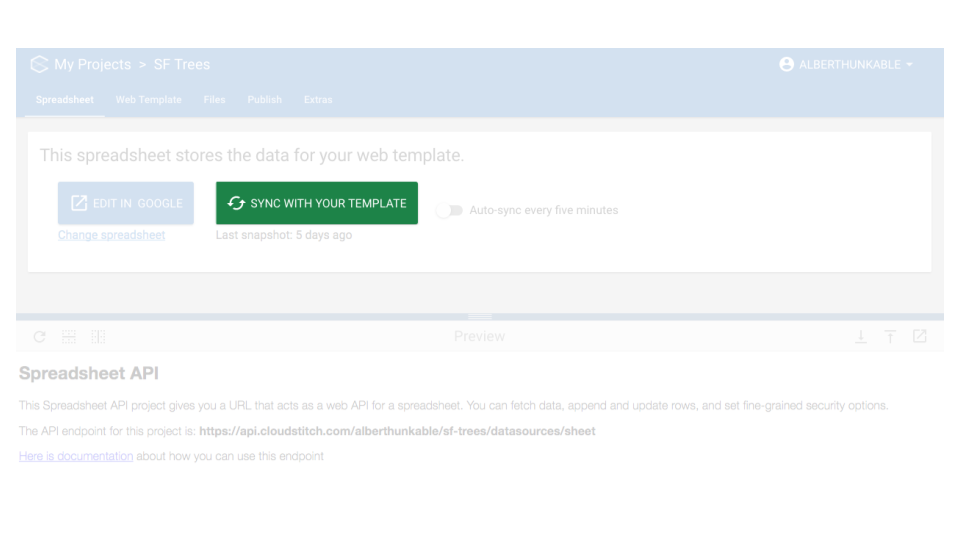 My Projects > SF Trees
ALBERTHUNKABLE
Spreadsheet Web Template Files Publish Extras
This spreadsheet stores the data for your web template.
EDIT IN GOOGLE
SYNC WITH YOUR TEMPLATE
Auto-sync every five minutes
Change spreadsheet
Last snapshot: 5 days ago
Preview
Spreadsheet API
This Spreadsheet API project gives you a URL that acts as a web API for a spreadsheet. You can fetch data, append and update rows, and set fine-grained security options.
The API endpoint for this project is: https://api.cloudstitch.com/alberthunkable/sf-trees/datasources/sheet
Here is documentation about how you can use this endpoint